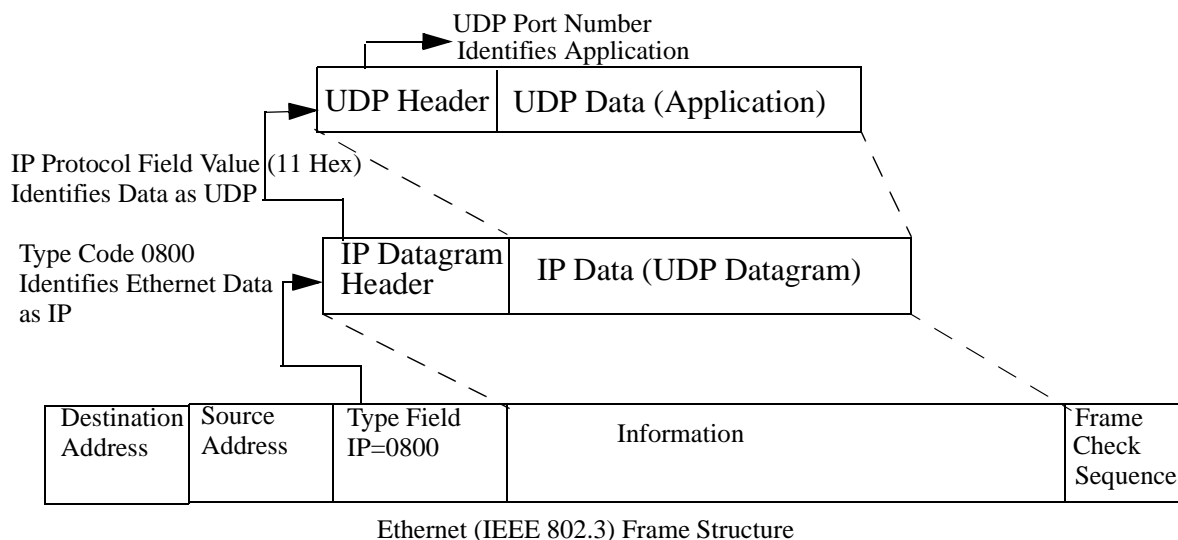 UDP Port Number
Identifies Application
UDP Header
UDP Data (Application)
IP Protocol Field Value (11 Hex)
Identifies Data as UDP
Type Code 0800
Identifies Ethernet Data
as IP
IP Datagram
Header
IP Data (UDP Datagram)
Destination
Address
Source
Address
Type Field
IP=0800
Information
Frame
Check
Sequence
Ethernet (IEEE 802.3) Frame Structure